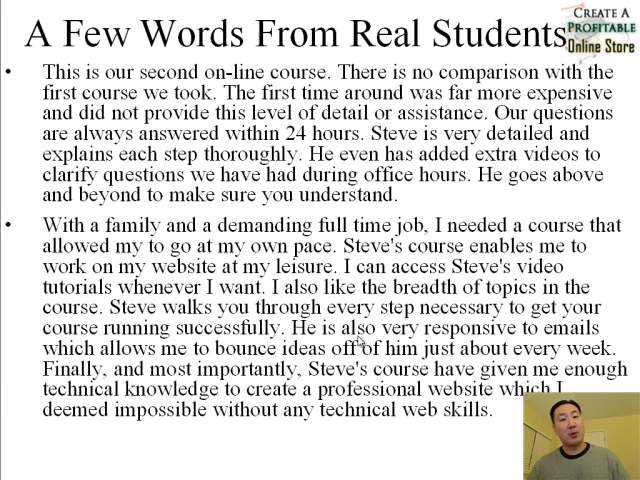 A Few Words From Real Students
CREATE A
PROFITABLE
Online Store
• This is our second on-line course. There is no comparison with the
first course we took. The first time around was far more expensive
and did not provide this level of detail or assistance. Our questions
are always answered within 24 hours. Steve is very detailed and
explains each step thoroughly. He even has added extra videos to
clarify questions we have had during office hours. He goes above
and beyond to make sure you understand.
• With a family and a demanding full time job, I needed a course that
allowed my to go at my own pace. Steve's course enables me to
work on my website at my leisure. I can access Steve's video
tutorials whenever I want. I also like the breadth of topics in the
course. Steve walks you through every step necessary to get your
course running successfully. He is also very responsive to emails
which allows me to bounce ideas off of him just about every week.
Finally, and most importantly, Steve's course have given me enough
technical knowledge to create a professional website which I
deemed impossible without any technical web skills.